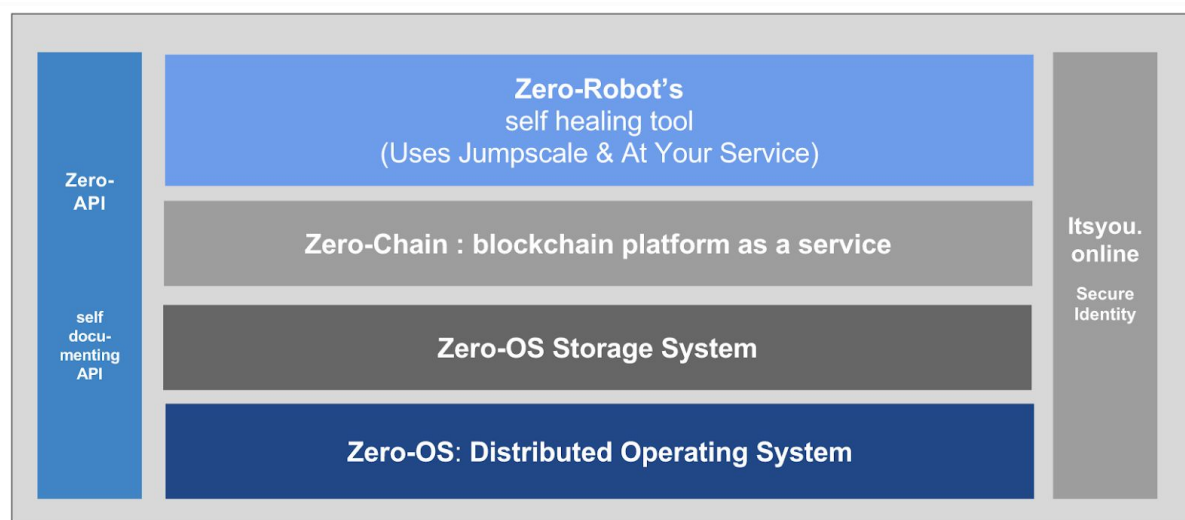 Zero-
API
self
docu-
menting
API
Zero-Robot's
self healing tool
(Uses Jumpscale & At Your Service)
Zero-Chain : blockchain platform as a service
Zero-OS Storage System
Zero-OS: Distributed Operating System
Itsyou.
online
Secure
Identity